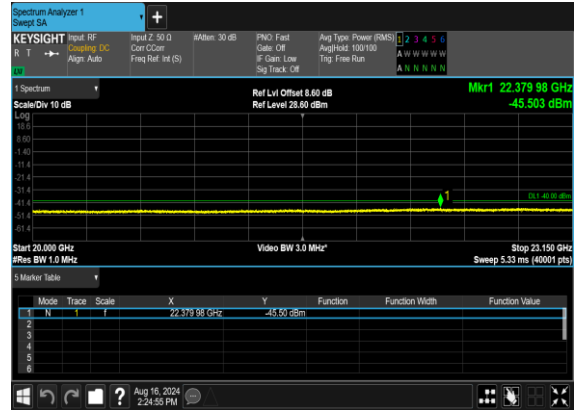 Spectrum Analyzer 1
Swept SA
+
KEYSIGHT Input: RF Input Z: 50 Ω #Atten: 30 dB PNO: Fast Avg Type: Power (RMS) 1 2 3 4 5 6
R T Coupling: DC Corr CCorr Gate: Off Avg|Hold: 100/100 A W W W W W
Align: Auto Freq Ref: Int (S) IF Gain: Low Trig: Free Run
Sig Track: Off A N N N N N
1 Spectrum Ref Lvl Offset 8.60 dB Mkr1 22.379 98 GHz
Scale/Div 10 dB Ref Level 28.60 dBm -45.503 dBm
Log
18.6
8.60
-1.40
-11.4
-21.4
-31.4 1 DL1 -40.00 dBm
-41.4
-51.4
-61.4
Start 20.000 GHz Video BW 3.0 MHz* Stop 23.150 GHz
#Res BW 1.0 MHz Sweep 5.33 ms (40001 pts)
5 Marker Table
Mode Trace Scale X Y Function Function Width Function Value
1 N 1 f 22.379 98 GHz -45.50 dBm
2
3
4
5
6
? Aug 16, 2024
2:24:55 PM